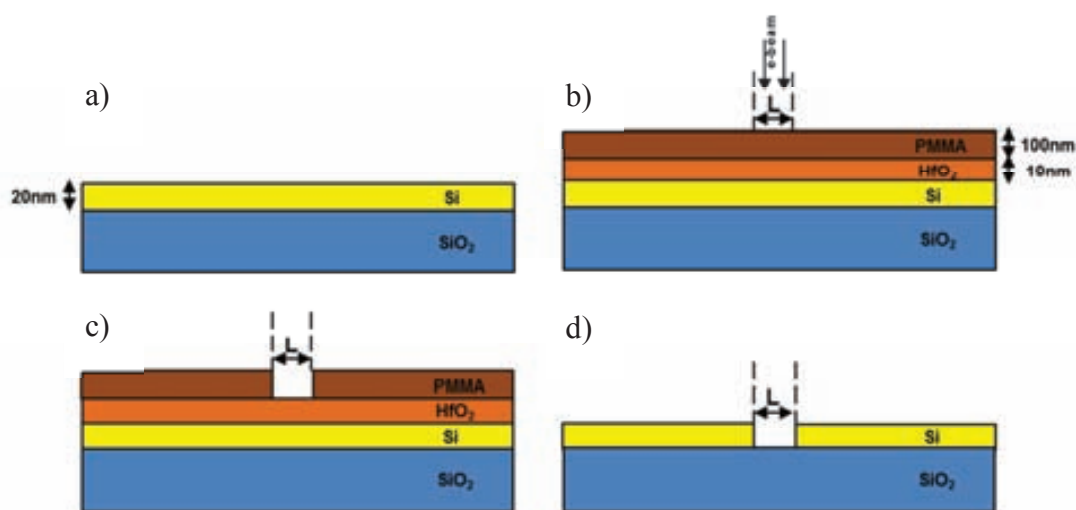 a)
20nm
Si
SiO₂
b)
e-beam
L
PMMA
100nm
HfO₂
10nm
Si
SiO₂
c)
L
PMMA
HfO₂
Si
SiO₂
d)
L
Si
SiO₂